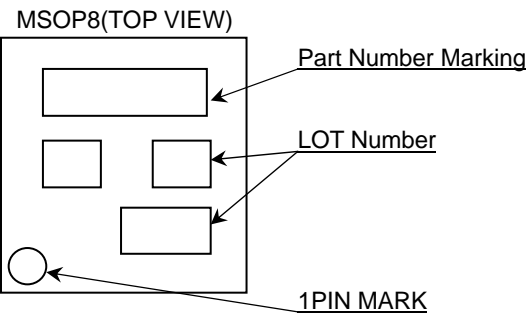 MSOP8(TOP VIEW)
Part Number Marking
LOT Number
1PIN MARK